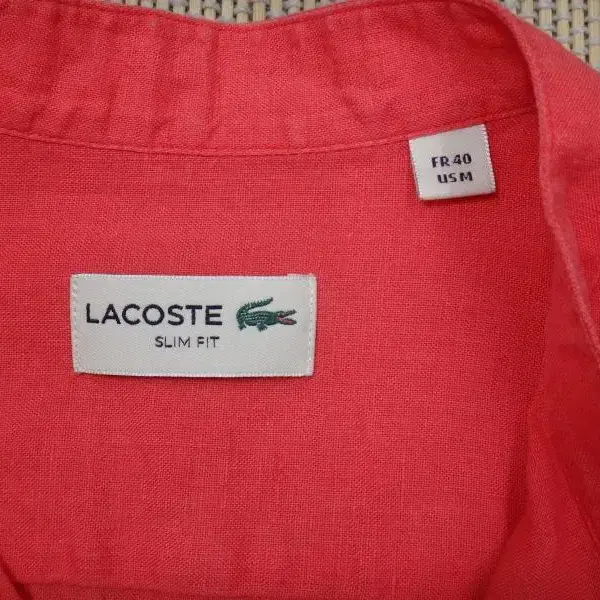 FR 40
US M
LACOSTE
SLIM FIT